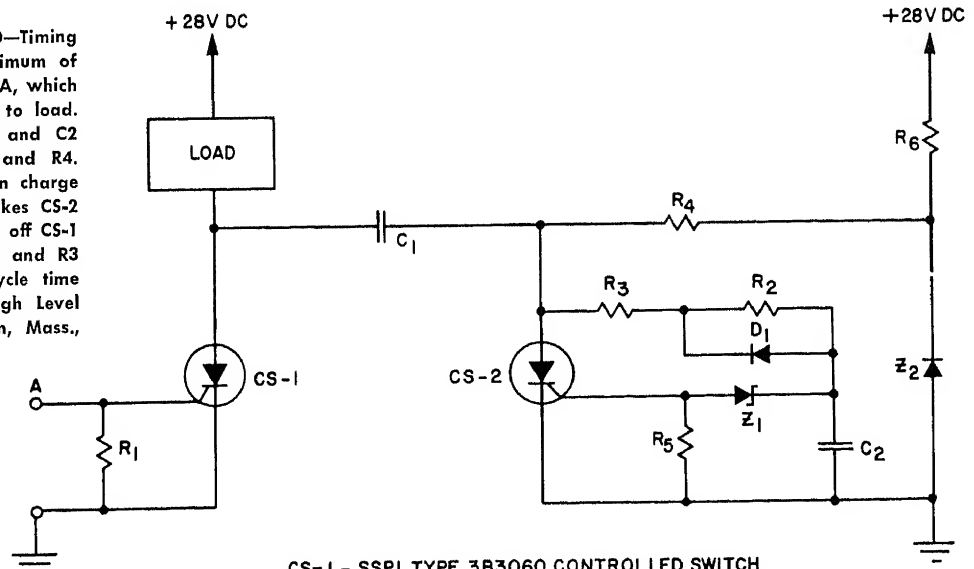 +28V DC
+28V DC
—Timing
imum of
A, which
to load.
and C2
and R4.
n charge
kes CS-2
off CS-1
and R3
ycle time
gh Level
n, Mass.,
LOAD
R6
R4
C1
R3
R2
D1
CS-1
CS-2
Z2
A
Z1
R1
R5
C2
CS-1 - SSPI TYPE 3B3060 CONTROLLED SWITCH